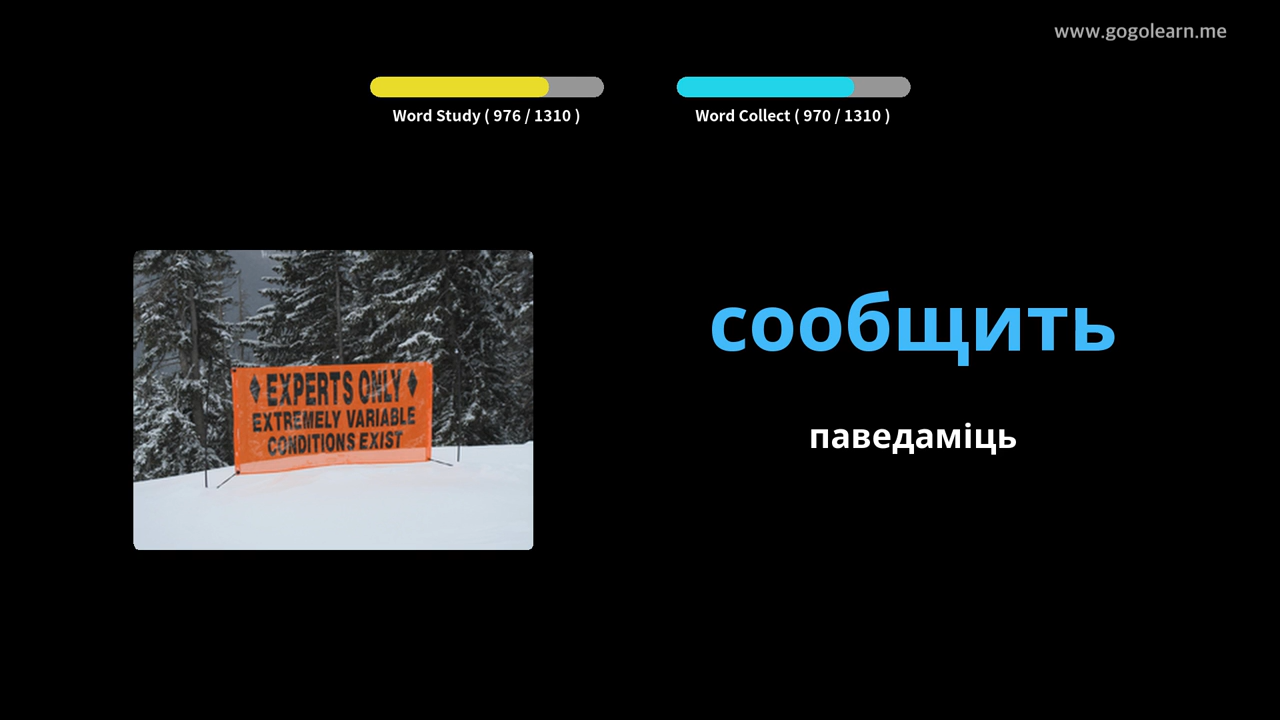 www.gogolearn.me
Word Study ( 976 / 1310 )
Word Collect ( 970 / 1310 )
EXPERTS ONLY
EXTREMELY VARIABLE
CONDITIONS EXIST
сообщить
паведаміць